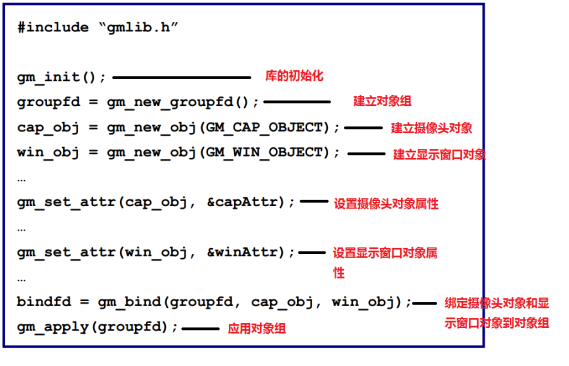 #include “gmlib.h”
gm_init(); 库的初始化
groupfd = gm_new_groupfd(); 建立对象组
cap_obj = gm_new_obj(GM_CAP_OBJECT); 建立摄像头对象
win_obj = gm_new_obj(GM_WIN_OBJECT); 建立显示窗口对象
…
gm_set_attr(cap_obj, &capAttr); 设置摄像头对象属性
…
gm_set_attr(win_obj, &winAttr); 设置显示窗口对象属
性
…
bindfd = gm_bind(groupfd, cap_obj, win_obj); 绑定摄像头对象和显
示窗口对象到对象组
gm_apply(groupfd); 应用对象组